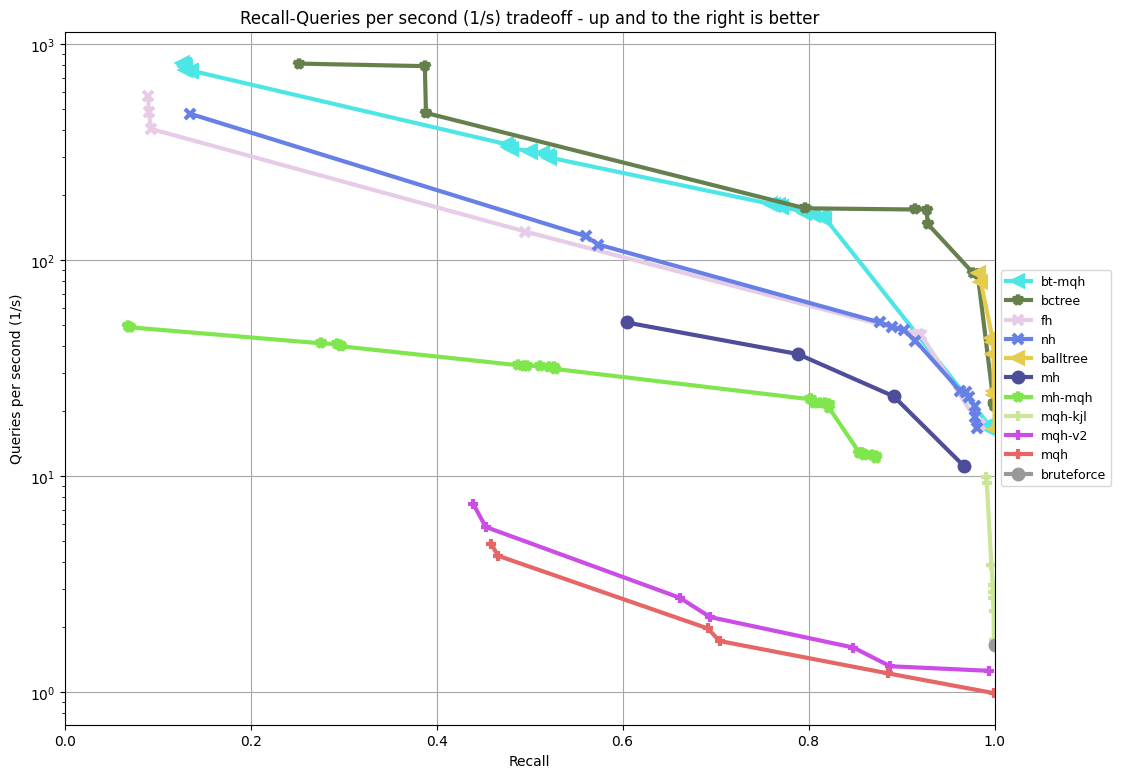 Recall-Queries per second (1/s) tradeoff - up and to the right is better
Queries per second (1/s)
10³
10²
10¹
10⁰
0.0 0.2 0.4 0.6 0.8 1.0
Recall
bt-mqh
bctree
fh
nh
balltree
mh
mh-mqh
mqh-kjl
mqh-v2
mqh
bruteforce